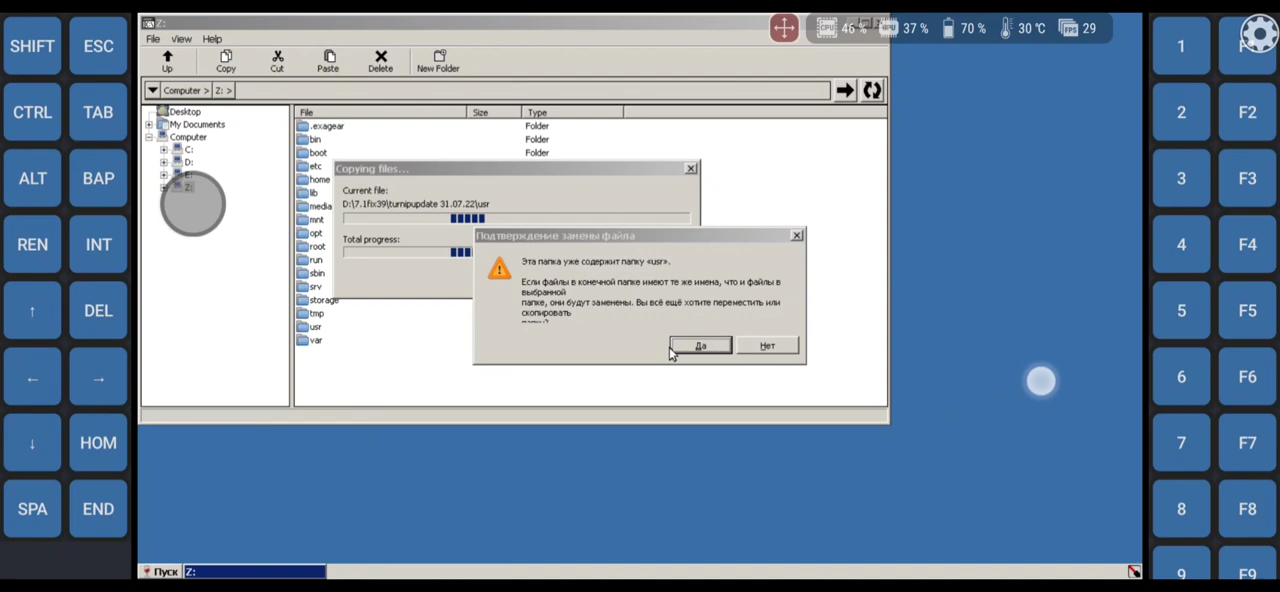 SHIFT
ESC
CTRL
TAB
ALT
BAP
REN
INT
↑
DEL
←
→
↓
HOM
SPA
END
Z:
File View Help
Up Copy Cut Paste Delete New Folder
Computer > Z: >
Desktop
My Documents
Computer
C:
D:
E:
Z:
File Size Type
.exagear Folder
bin Folder
boot Folder
etc
home
lib
media
mnt
opt
root
run
sbin
srv
storage
tmp
usr
var
Copying files...
Current file:
D:\7.1fix39\turnipupdate 31.07.22\usr
Total progress:
Подтверждение замены файла
Эта папка уже содержит папку «usr».
Если файлы в конечной папке имеют те же имена, что и файлы в
выбранной
папке, они будут заменены. Вы всё ещё хотите переместить или
скопировать
Да Нет
Пуск Z:
CPU 46 % GPU 37 % 70 % 30 °C FPS 29
1
2 F2
3 F3
4 F4
5 F5
6 F6
7 F7
8 F8
9 F9